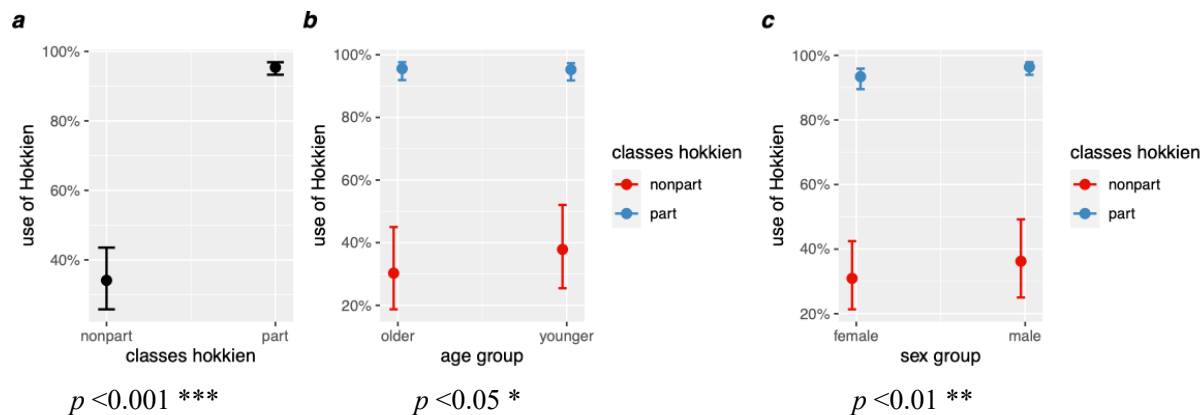 a
100%
80%
60%
40%
use of Hokkien
nonpart part
classes hokkien
p <0.001 ***
b
100%
80%
60%
40%
20%
use of Hokkien
older younger
age group
classes hokkien
nonpart
part
p <0.05 *
c
100%
80%
60%
40%
20%
use of Hokkien
female male
sex group
classes hokkien
nonpart
part
p <0.01 **